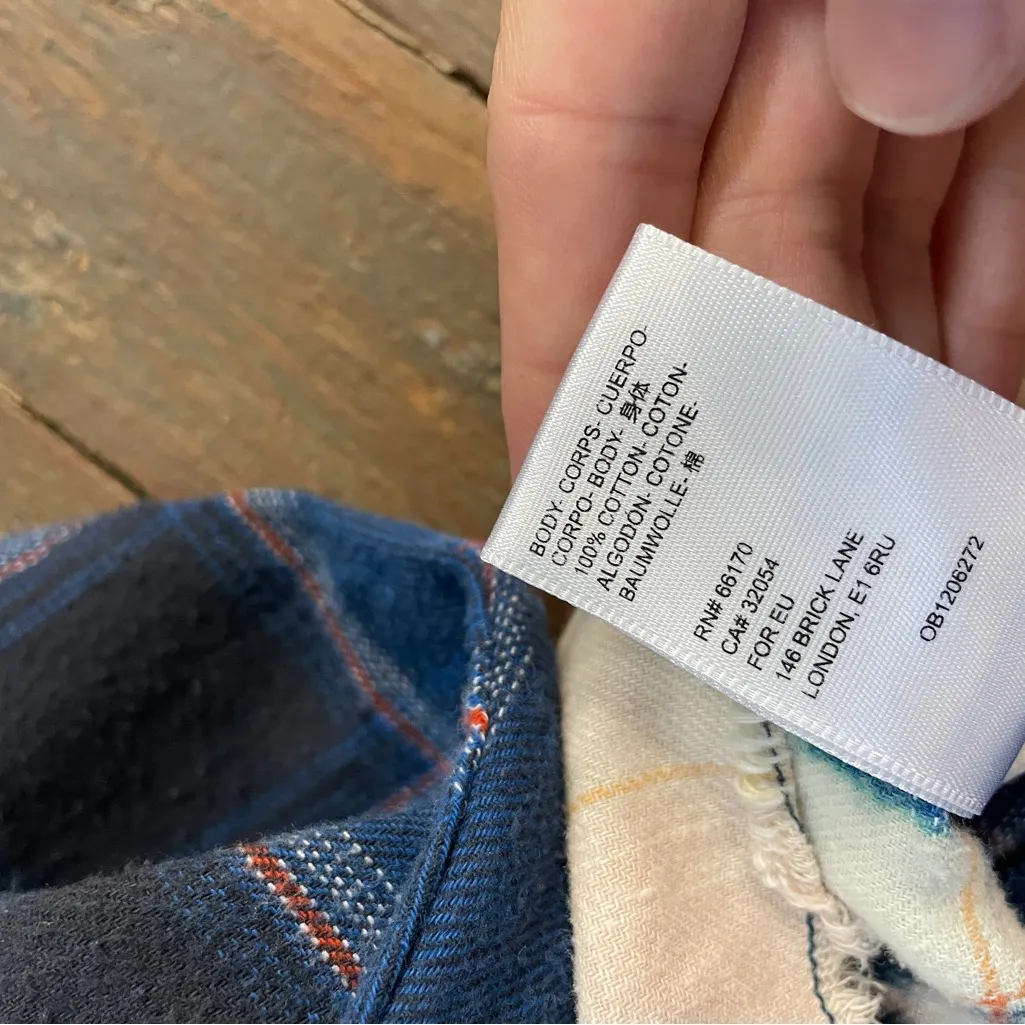 BODY- CORPS- CUERPO-
CORPO- BODY- 身体
100% COTTON- COTON-
ALGODÓN- COTONE-
BAUMWOLLE- 棉
RN# 66170
CA# 32054
FOR EU
146 BRICK LANE
LONDON, E1 6RU
OB1206272